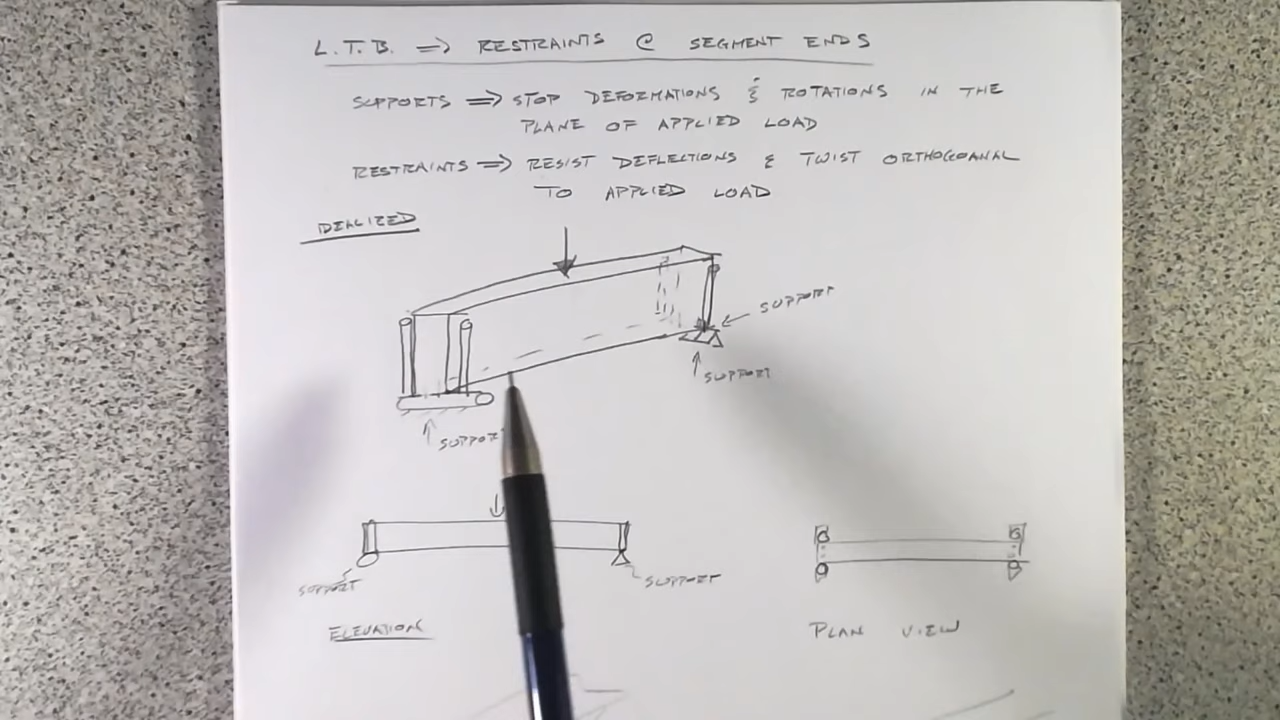 L.T.B. ⇒ RESTRAINTS @ SEGMENT ENDS
SUPPORTS ⇒ STOP DEFORMATIONS & ROTATIONS IN THE
PLANE OF APPLIED LOAD
RESTRAINTS ⇒ RESIST DEFLECTIONS & TWIST ORTHOGOANAL
TO APPLIED LOAD
IDEALIZED
SUPPORT
SUPPORT
SUPPORT
SUPPORT
SUPPORT
ELEVATION
PLAN VIEW